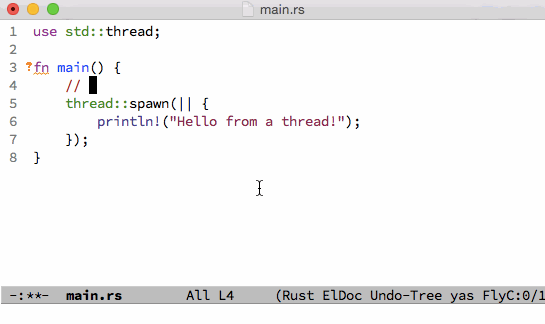 main.rs
1 use std::thread;
2
3 ?fn main() {
4     //
5     thread::spawn(|| {
6         println!("Hello from a thread!");
7     });
8 }
-:**-  main.rs        All L4     (Rust ElDoc Undo-Tree yas FlyC:0/1